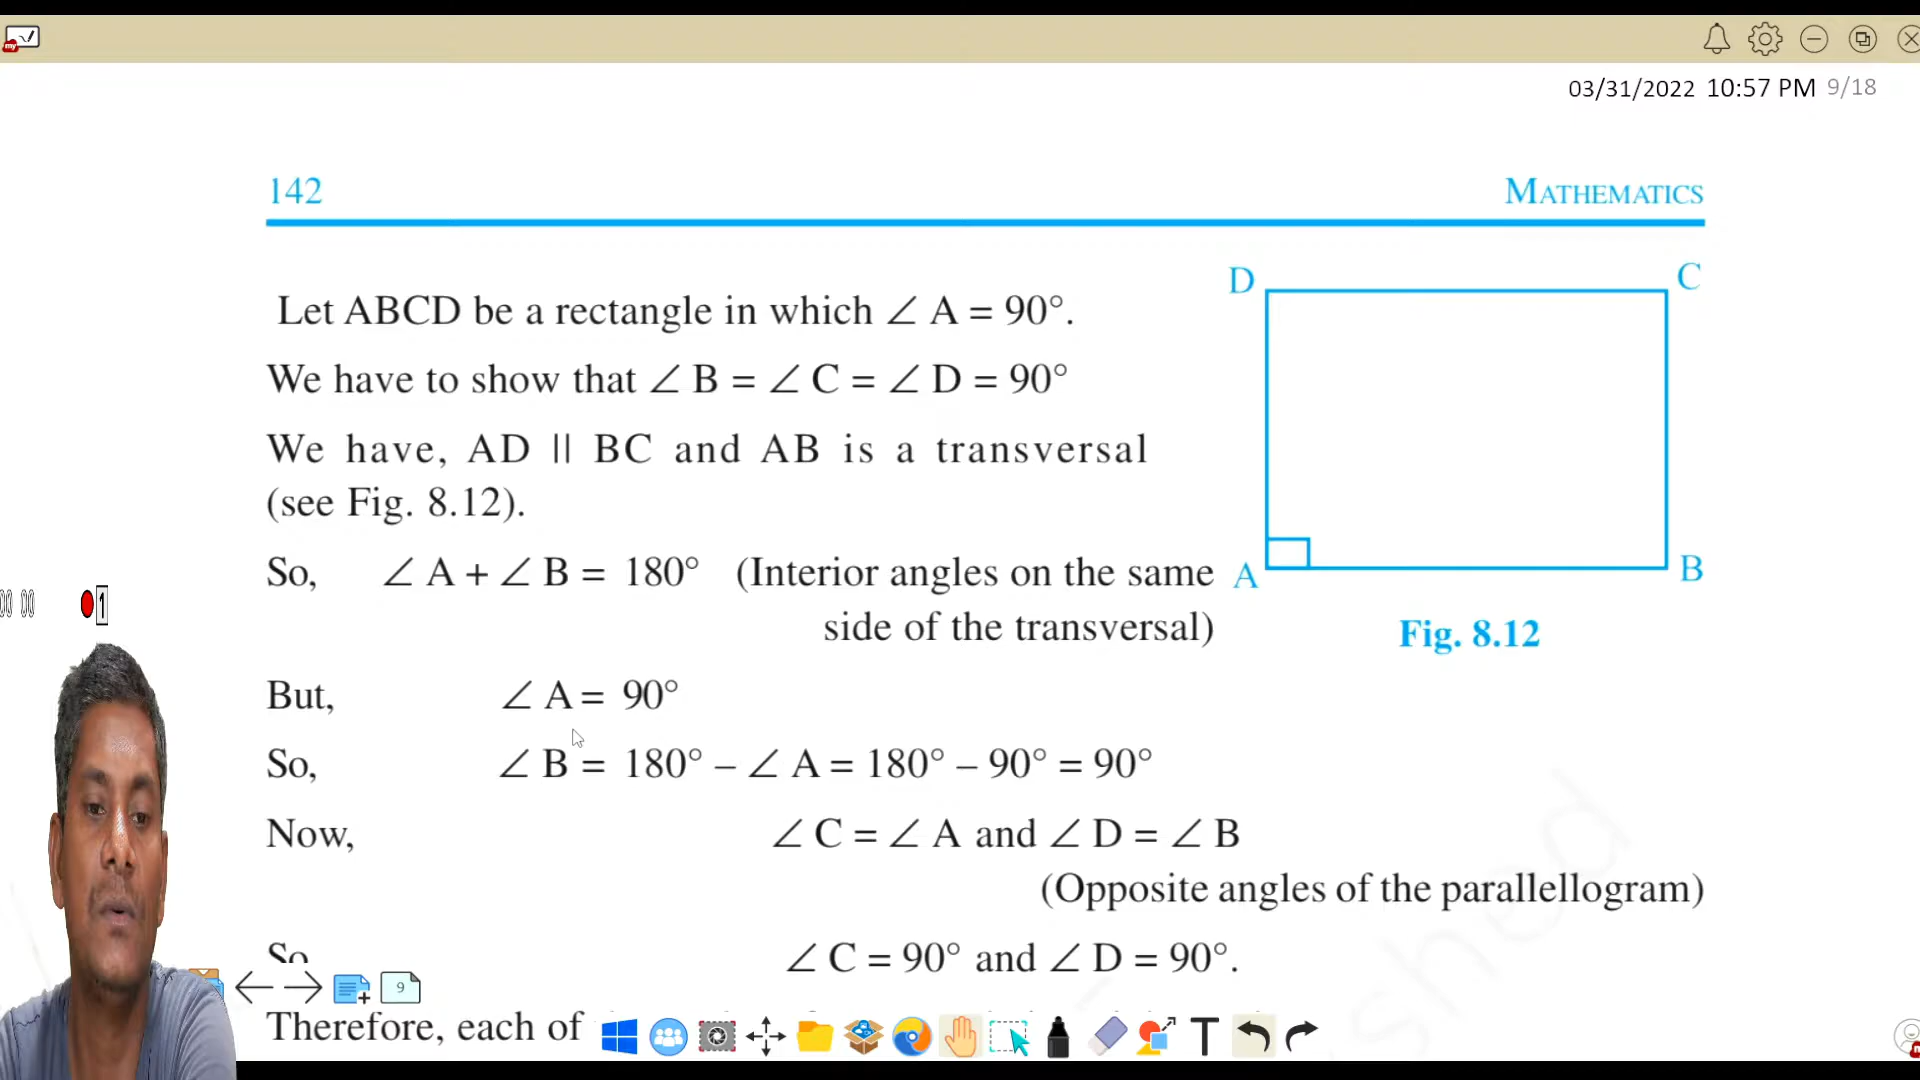 03/31/2022 10:57 PM 9/18
142 MATHEMATICS
D C
Let ABCD be a rectangle in which ∠ A = 90°.
We have to show that ∠ B = ∠ C = ∠ D = 90°
We have, AD || BC and AB is a transversal
(see Fig. 8.12).
So, ∠ A + ∠ B = 180° (Interior angles on the same
side of the transversal)
A B
Fig. 8.12
But, ∠ A = 90°
So, ∠ B = 180° – ∠ A = 180° – 90° = 90°
Now, ∠ C = ∠ A and ∠ D = ∠ B
(Opposite angles of the parallellogram)
So ∠ C = 90° and ∠ D = 90°.
9
Therefore, each of
1
T